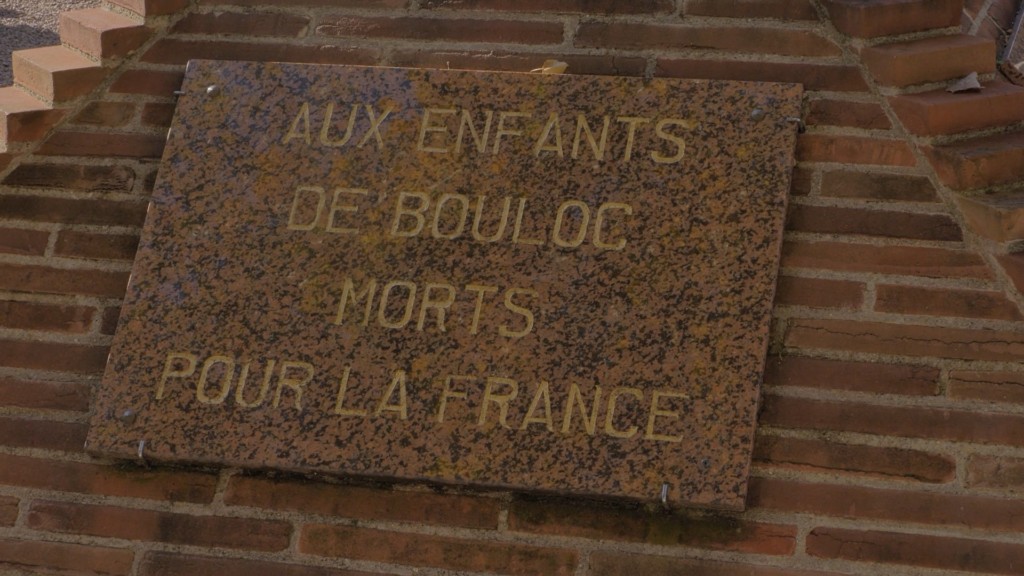 AUX ENFANTS
DE BOULOC
MORTS
POUR LA FRANCE